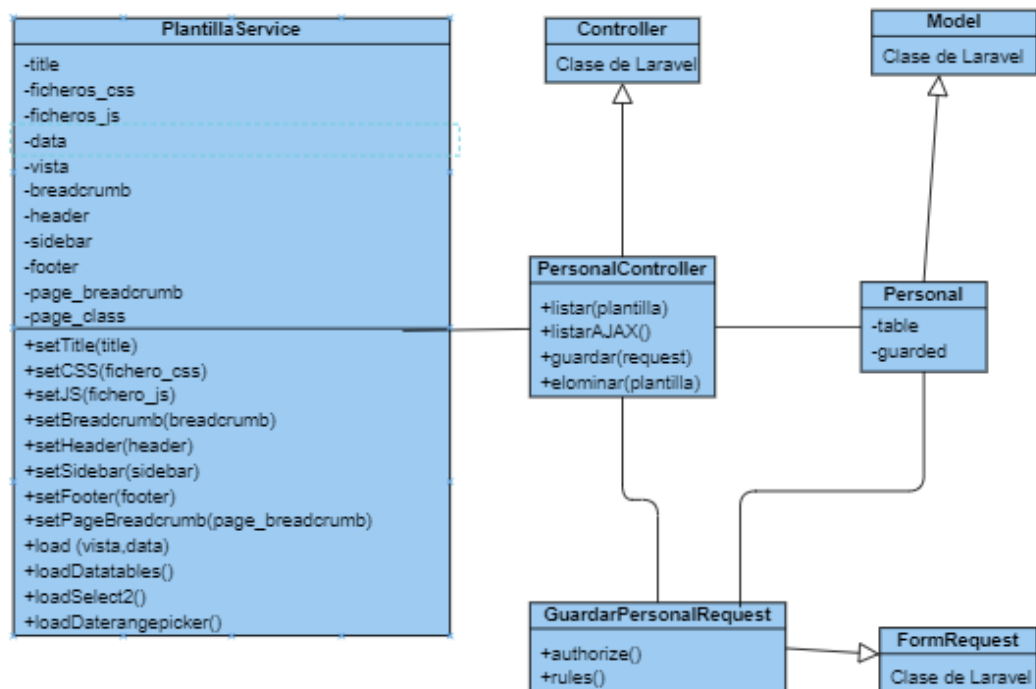 PlantillaService
-title
-ficheros_css
-ficheros_js
-data
-vista
-breadcrumb
-header
-sidebar
-footer
-page_breadcrumb
-page_class
+setTitle(title)
+setCSS(fichero_css)
+setJS(fichero_js)
+setBreadcrumb(breadcrumb)
+setHeader(header)
+setSidebar(sidebar)
+setFooter(footer)
+setPageBreadcrumb(page_breadcrumb)
+load (vista,data)
+loadDatatables()
+loadSelect2()
+loadDaterangepicker()
Controller
Clase de Laravel
Model
Clase de Laravel
PersonalController
+listar(plantilla)
+listarAJAX()
+guardar(request)
+elominar(plantilla)
Personal
-table
-guarded
GuardarPersonalRequest
+authorize()
+rules()
FormRequest
Clase de Laravel